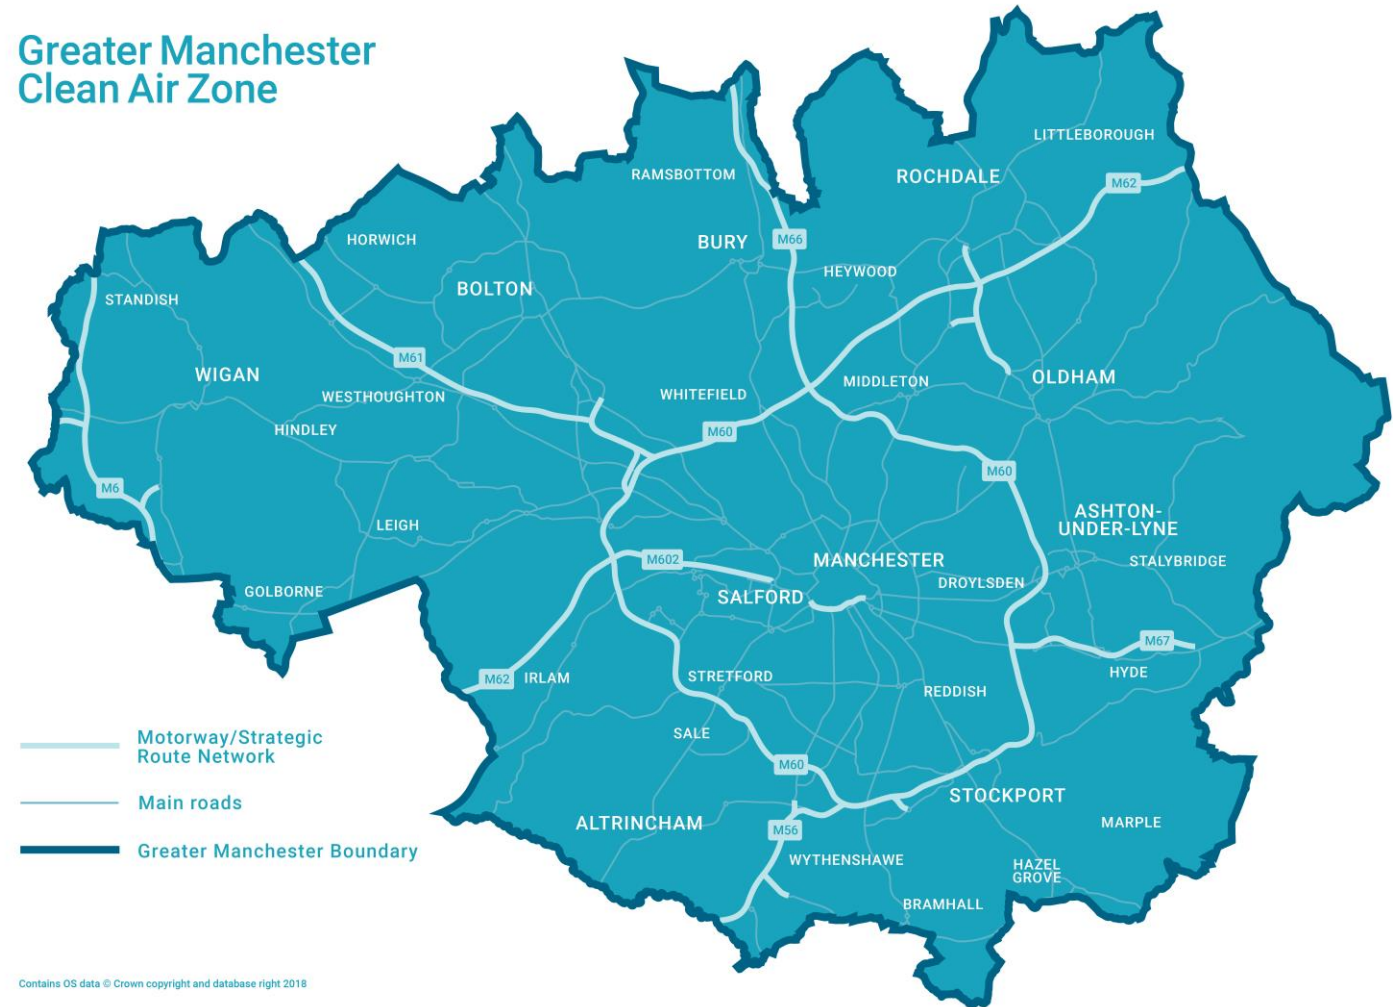 Greater Manchester
Clean Air Zone
LITTLEBOROUGH
RAMSBOTTOM
ROCHDALE
M62
HORWICH
BURY
M66
HEYWOOD
STANDISH
BOLTON
M61
WIGAN
WESTHOUGHTON
WHITEFIELD
MIDDLETON
OLDHAM
HINDLEY
M60
M60
M6
LEIGH
ASHTON-
UNDER-LYNE
M602
MANCHESTER
STALYBRIDGE
GOLBORNE
SALFORD
DROYLSDEN
M67
M62
IRLAM
STRETFORD
REDDISH
HYDE
SALE
M60
STOCKPORT
ALTRINCHAM
M56
MARPLE
WYTHENSHAWE
HAZEL
GROVE
BRAMHALL
Motorway/Strategic
Route Network
Main roads
Greater Manchester Boundary
Contains OS data © Crown copyright and database right 2018